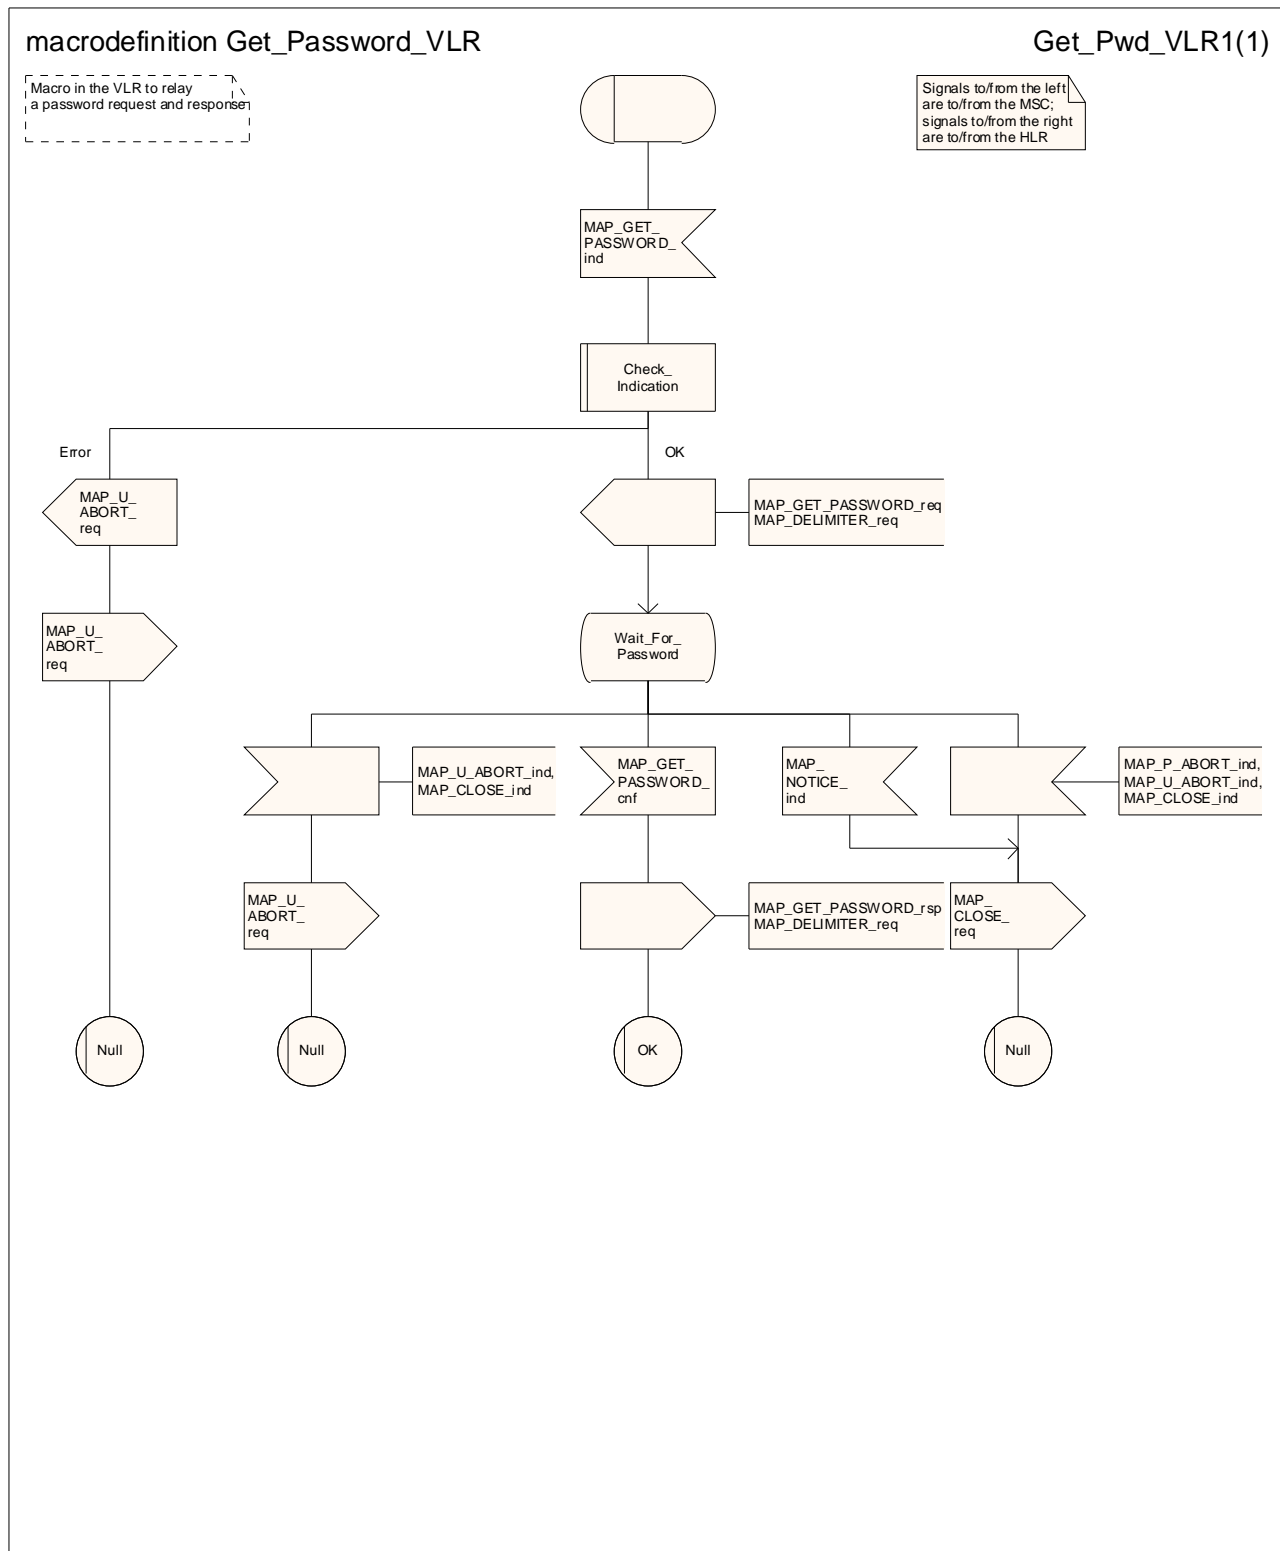 macrodefinition Get_Password_VLR
Get_Pwd_VLR1(1)
Macro in the VLR to relay
a password request and response
Signals to/from the left
are to/from the MSC;
signals to/from the right
are to/from the HLR
MAP_GET_
PASSWORD_
ind
Check_
Indication
Error
OK
MAP_U_
ABORT_
req
MAP_GET_PASSWORD_req
MAP_DELIMITER_req
MAP_U_
ABORT_
req
Wait_For_
Password
MAP_U_ABORT_ind,
MAP_CLOSE_ind
MAP_GET_
PASSWORD_
cnf
MAP_
NOTICE_
ind
MAP_P_ABORT_ind,
MAP_U_ABORT_ind,
MAP_CLOSE_ind
MAP_U_
ABORT_
req
MAP_GET_PASSWORD_rsp
MAP_DELIMITER_req
MAP_
CLOSE_
req
Null
Null
OK
Null